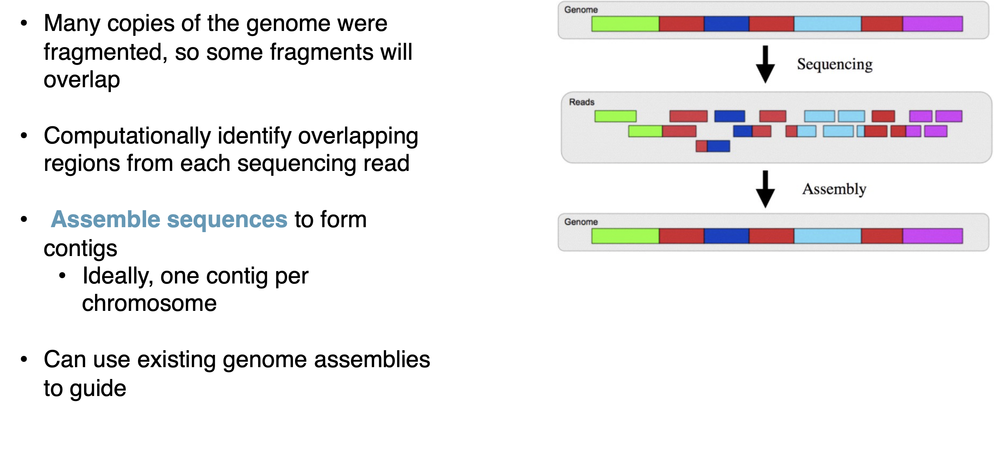 • Many copies of the genome were
fragmented, so some fragments will
overlap
• Computationally identify overlapping
regions from each sequencing read
• Assemble sequences to form
contigs
• Ideally, one contig per
chromosome
• Can use existing genome assemblies
to guide
Genome
Sequencing
Reads
Assembly
Genome